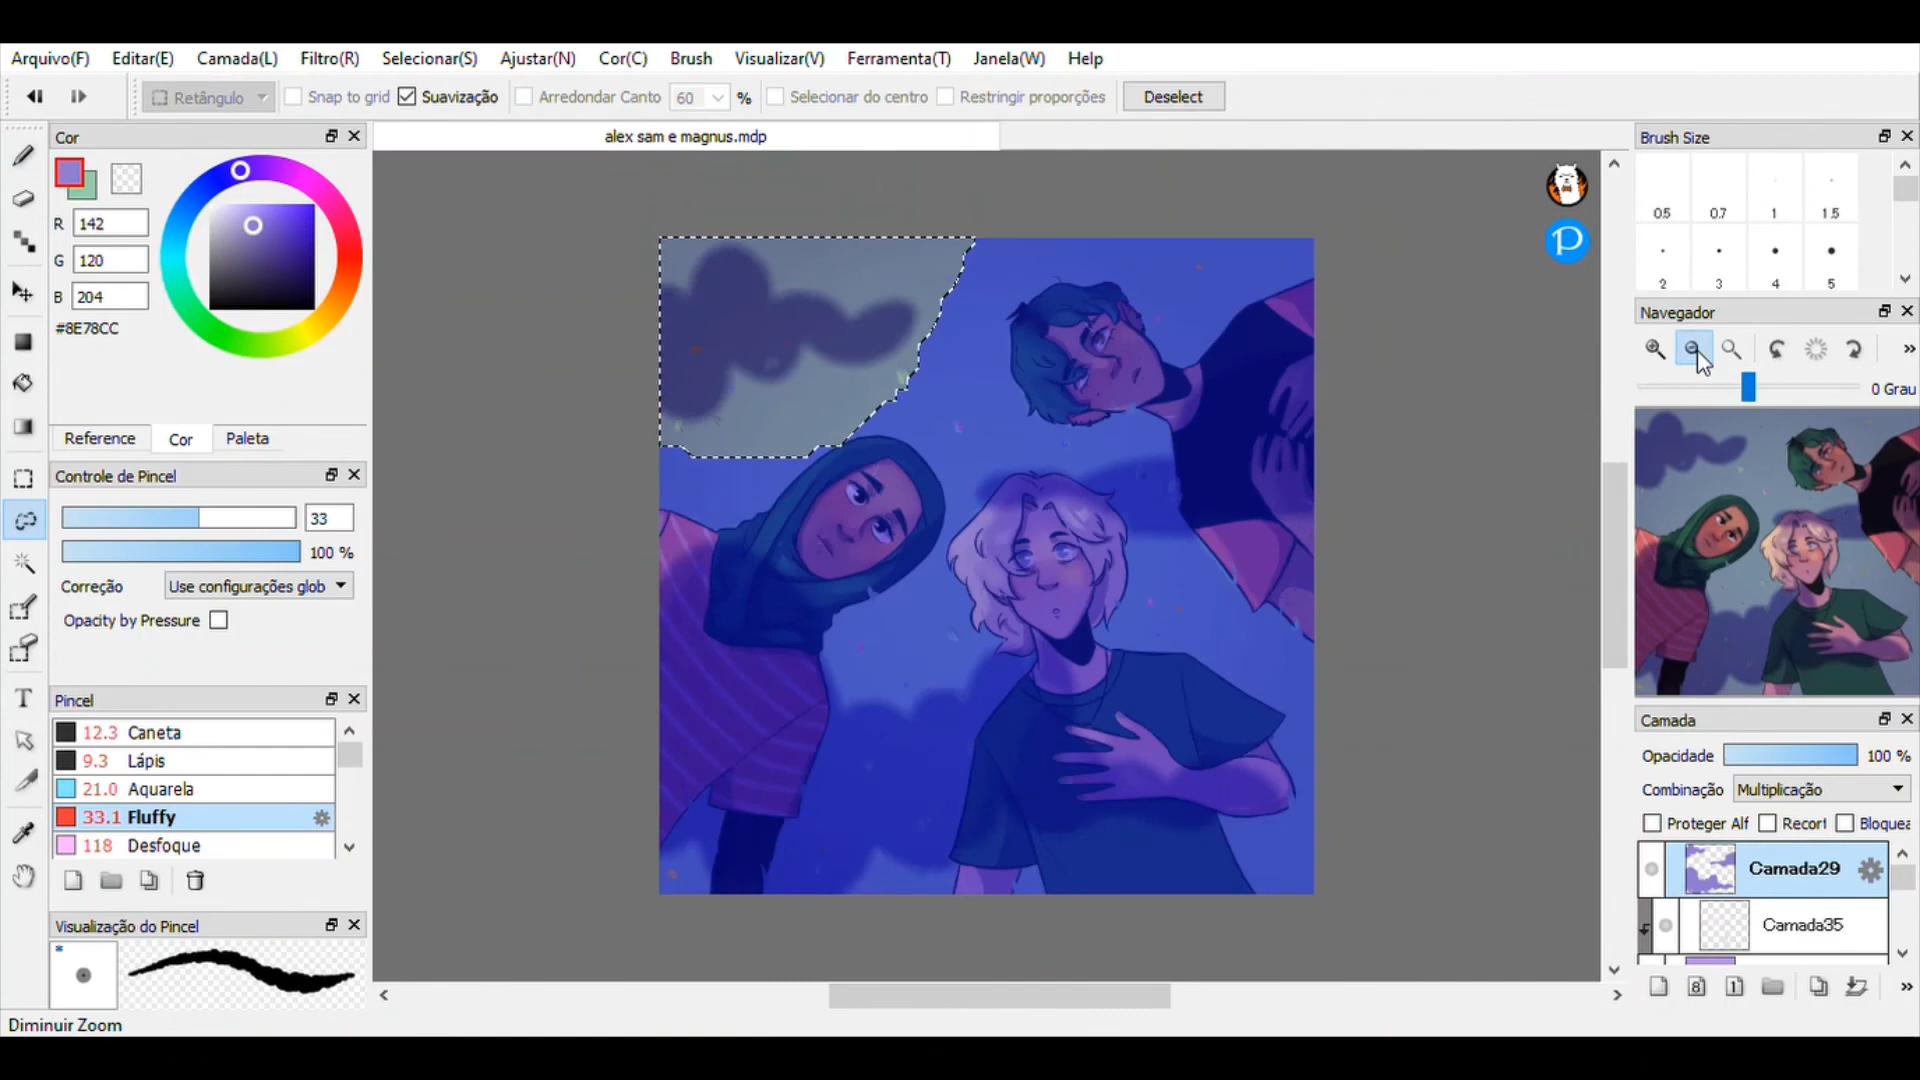 Arquivo(F) Editar(E) Camada(L) Filtro(R) Selecionar(S) Ajustar(N) Cor(C) Brush Visualizar(V) Ferramenta(T) Janela(W) Help
Retângulo Snap to grid Suavização Arredondar Canto 60 % Selecionar do centro Restringir proporções Deselect
Cor
alex sam e magnus.mdp
R 142
G 120
B 204
#8E78CC
Reference Cor Paleta
Controle de Pincel
33
100 %
Correção Use configurações glob
Opacity by Pressure
Pincel
12.3 Caneta
9.3 Lápis
21.0 Aquarela
33.1 Fluffy
118 Desfoque
Visualização do Pincel
*
Diminuir Zoom
T
P
Brush Size
0.5 0.7 1 1.5
2 3 4 5
Navegador
»
0 Grau
Camada
Opacidade 100 %
Combinação Multiplicação
Proteger Alf Recort Bloquea
Camada29
Camada35
8 1 »